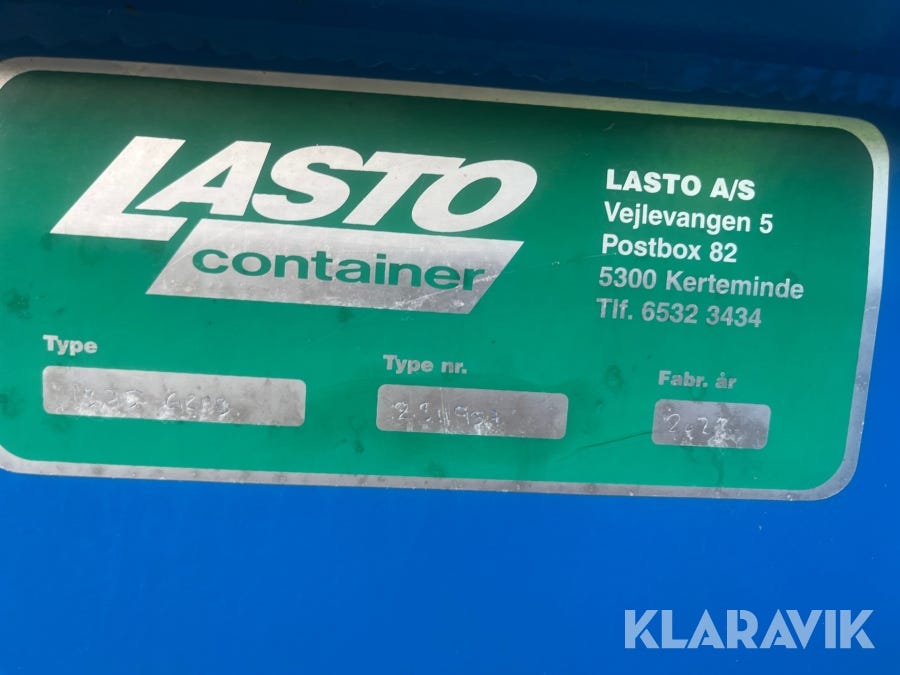 LASTO
container
LASTO A/S
Vejlevangen 5
Postbox 82
5300 Kerteminde
Tlf. 6532 3434
Type
Type nr.
Fabr. år
KLARAVIK